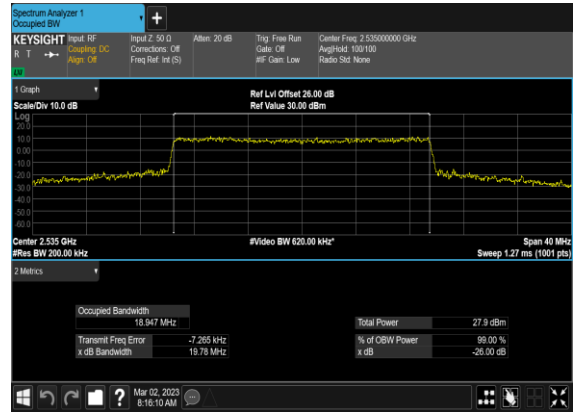 Spectrum Analyzer 1
Occupied BW
+
KEYSIGHT
R T
Input: RF
Coupling: DC
Align: Off
Input Z: 50 Ω
Corrections: Off
Freq Ref: Int (S)
Atten: 20 dB
Trig: Free Run
Gate: Off
#IF Gain: Low
Center Freq: 2.535000000 GHz
Avg|Hold: 100/100
Radio Std: None
LW
1 Graph
Scale/Div 10.0 dB
Ref Lvl Offset 26.00 dB
Ref Value 30.00 dBm
Log
20.0
10.0
0.00
-10.0
-20.0
-30.0
-40.0
-50.0
-60.0
Center 2.535 GHz
#Res BW 200.00 kHz
#Video BW 620.00 kHz*
Span 40 MHz
Sweep 1.27 ms (1001 pts)
2 Metrics
Occupied Bandwidth
18.947 MHz
Total Power 27.9 dBm
Transmit Freq Error -7.265 kHz
% of OBW Power 99.00 %
x dB Bandwidth 19.78 MHz
x dB -26.00 dB
?
Mar 02, 2023
8:16:10 AM